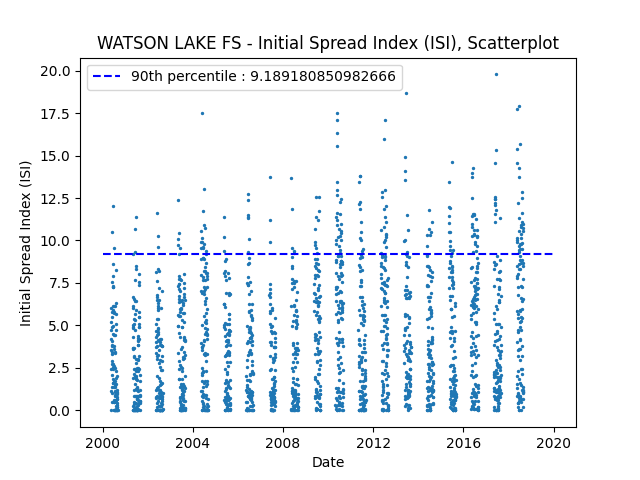 WATSON LAKE FS - Initial Spread Index (ISI), Scatterplot
90th percentile : 9.189180850982666
20.0
17.5
15.0
12.5
10.0
7.5
5.0
2.5
0.0
Initial Spread Index (ISI)
2000 2004 2008 2012 2016 2020
Date